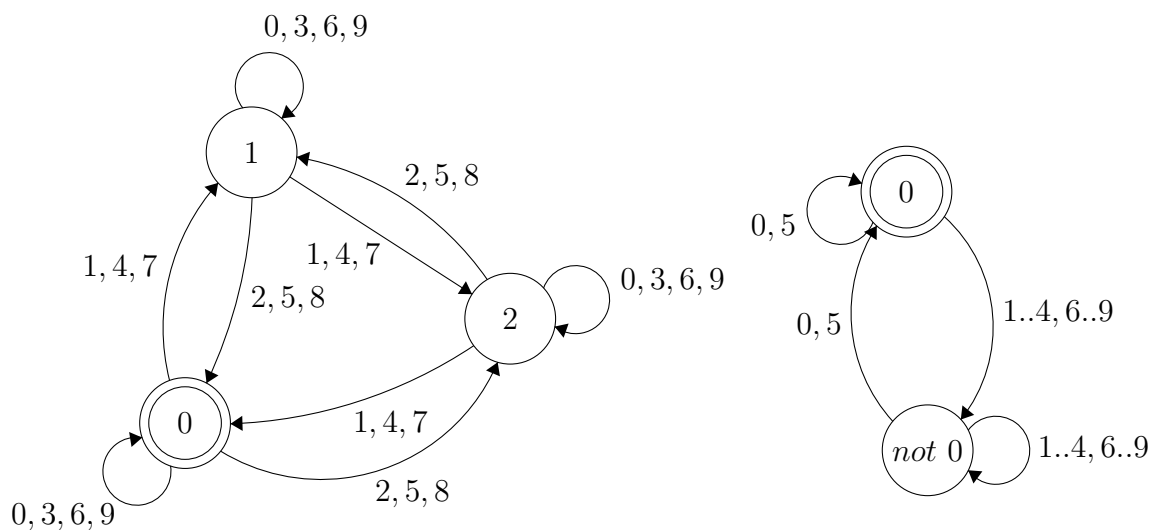 0, 3, 6, 9
1
2, 5, 8
1, 4, 7
1, 4, 7
2, 5, 8
2
0, 3, 6, 9
0
1, 4, 7
2, 5, 8
0, 3, 6, 9
0
0, 5
1..4, 6..9
0, 5
not 0
1..4, 6..9